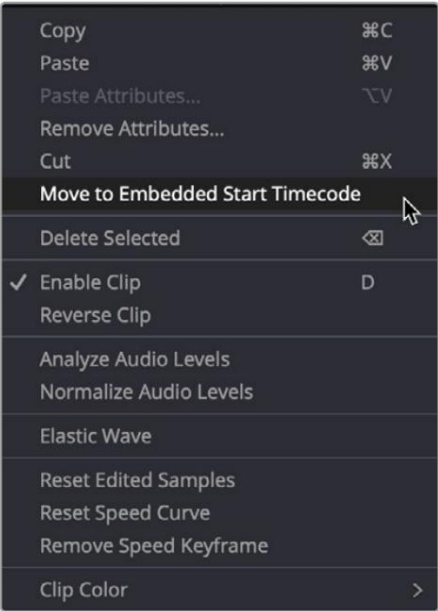 Copy ⌘C
Paste ⌘V
Paste Attributes... ⌥V
Remove Attributes...
Cut ⌘X
Move to Embedded Start Timecode
Delete Selected ⌫
Enable Clip D
Reverse Clip
Analyze Audio Levels
Normalize Audio Levels
Elastic Wave
Reset Edited Samples
Reset Speed Curve
Remove Speed Keyframe
Clip Color